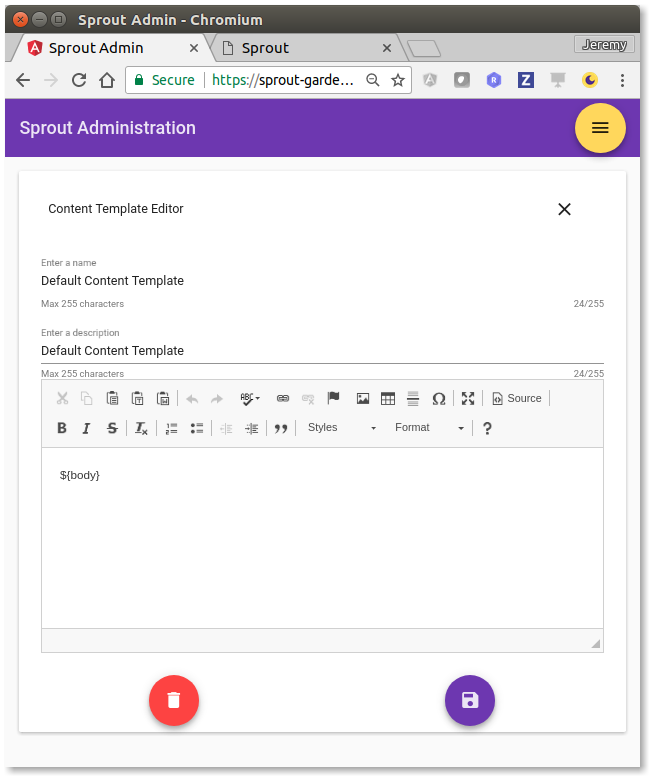 Sprout Admin - Chromium
Sprout Admin
Sprout
Jeremy
Secure
https://sprout-garde...
Sprout Administration
Content Template Editor
Enter a name
Default Content Template
Max 255 characters 24/255
Enter a description
Default Content Template
Max 255 characters 24/255
ABC Source
B I S Styles Format ?
${body}